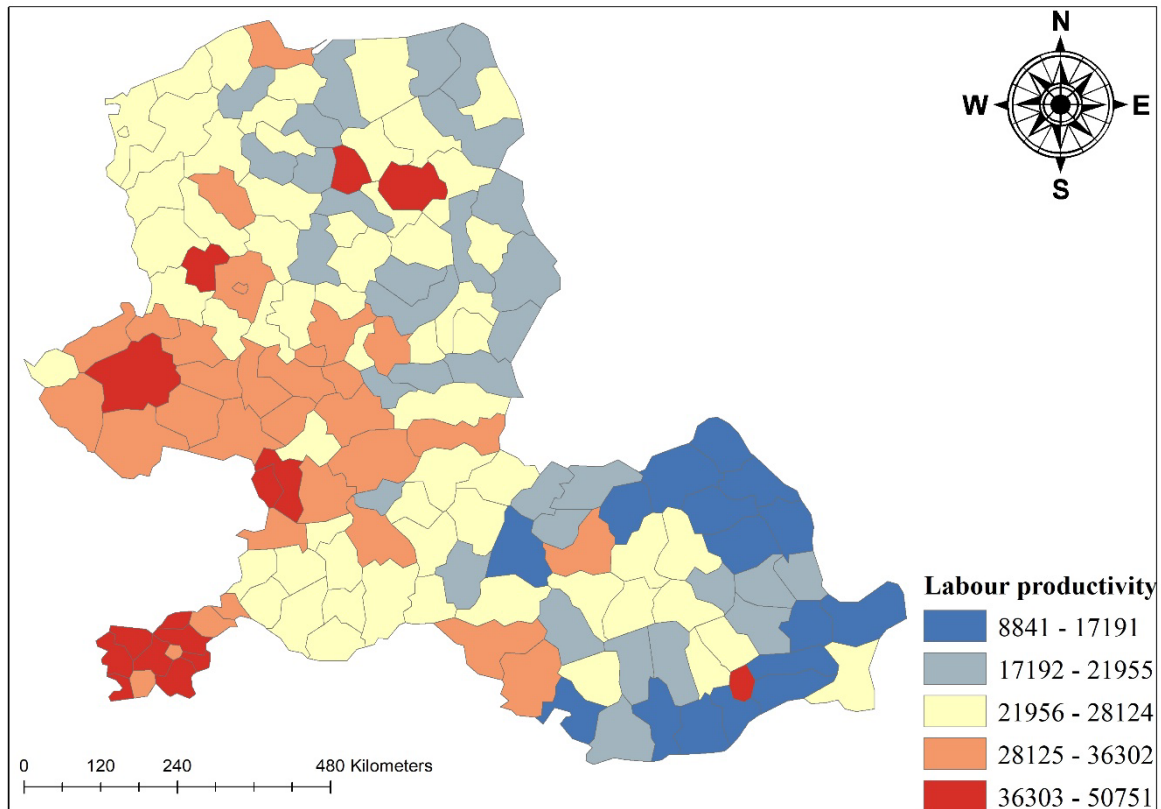 N
W
E
S
Labour productivity
8841 - 17191
17192 - 21955
21956 - 28124
28125 - 36302
36303 - 50751
0 120 240 480 Kilometers